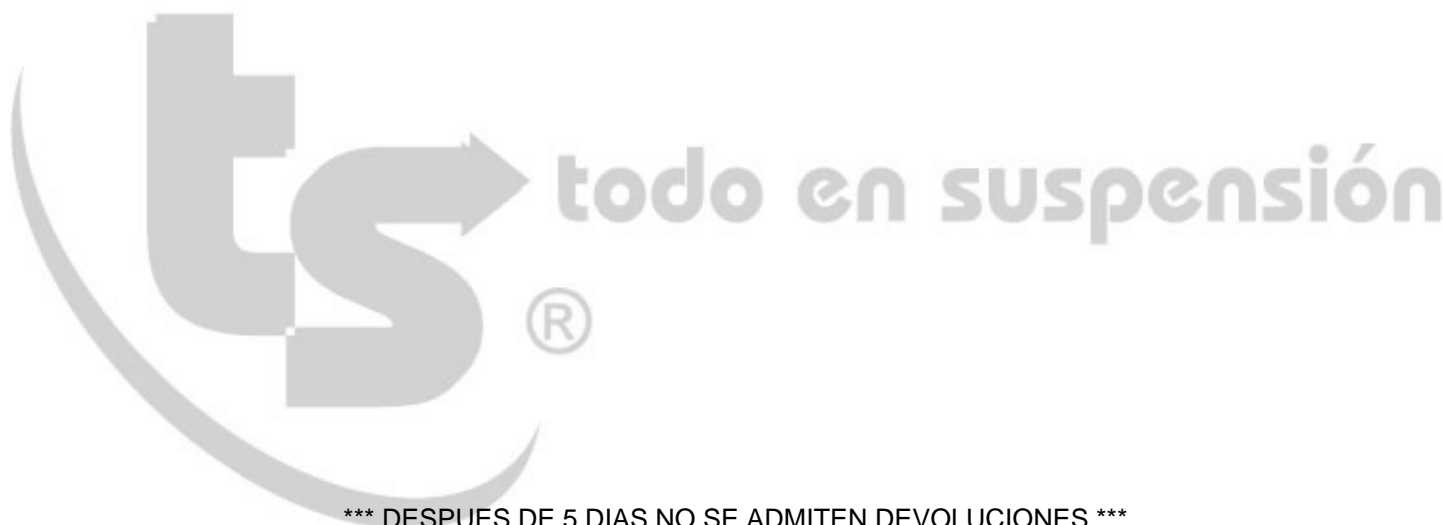 ts todo en suspensión
®
*** DESPUES DE 5 DIAS NO SE ADMITEN DEVOLUCIONES ***